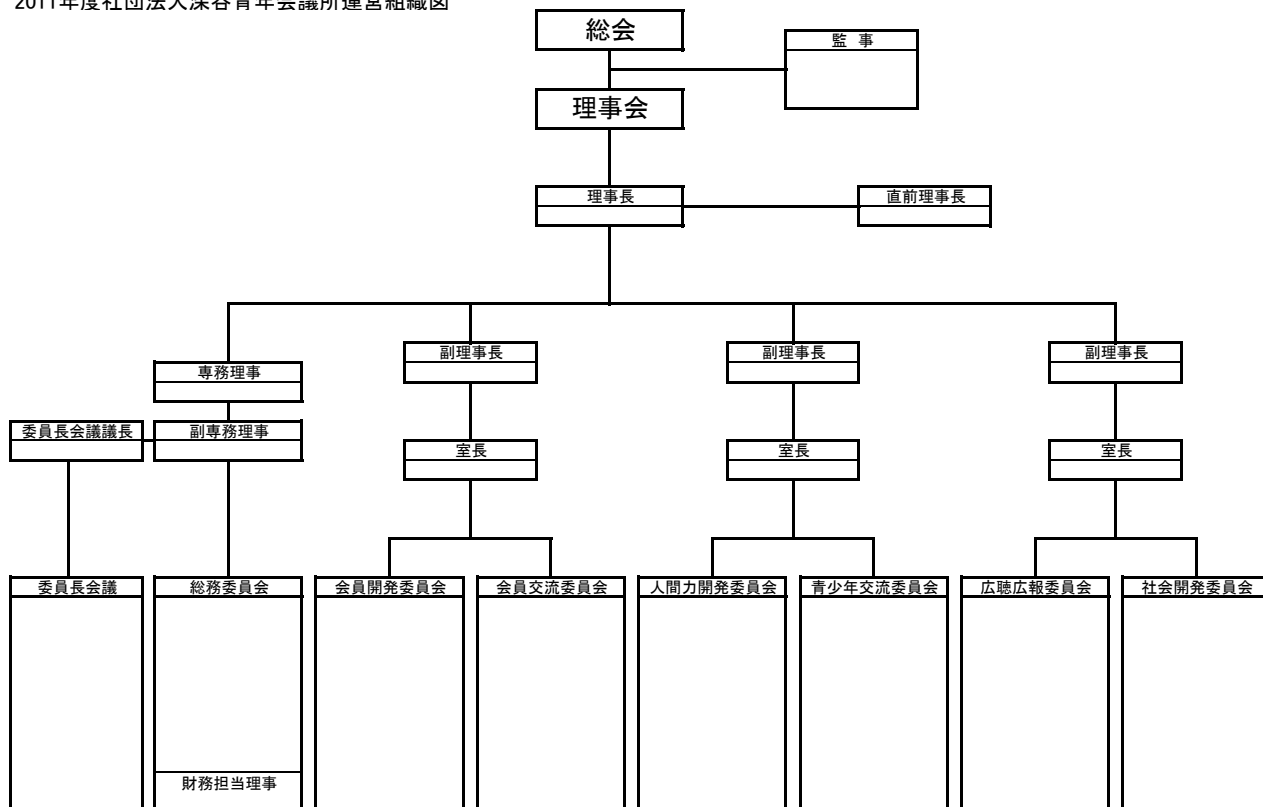 2011年度社団法人深谷青年会議所運営組織図
総会
監 事
理事会
理事長
直前理事長
副理事長
副理事長
副理事長
専務理事
委員長会議議長
副専務理事
室長
室長
室長
委員長会議
総務委員会
会員開発委員会
会員交流委員会
人間力開発委員会
青少年交流委員会
広聴広報委員会
社会開発委員会
財務担当理事